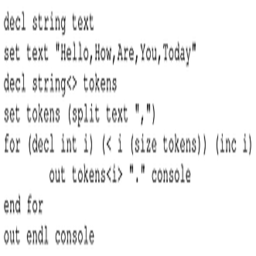 decl string text
set text "Hello,How,Are,You,Today"
decl string<> tokens
set tokens (split text ",")
for (decl int i) (< i (size tokens)) (inc i)
        out tokens<i> "." console
end for
out endl console